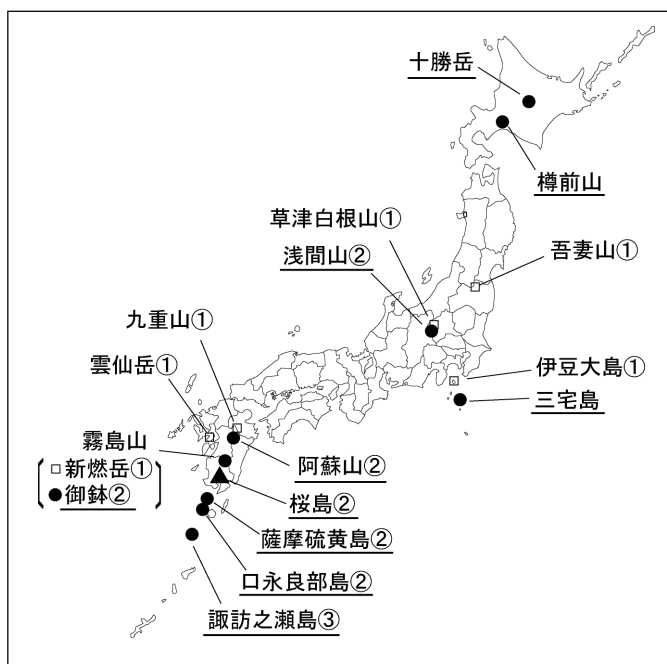 十勝岳
樽前山
草津白根山①
浅間山②
吾妻山①
九重山①
雲仙岳①
伊豆大島①
三宅島
霧島山
新燃岳①
御鉢②
阿蘇山②
桜島②
薩摩硫黄島②
口永良部島②
諏訪之瀬島③